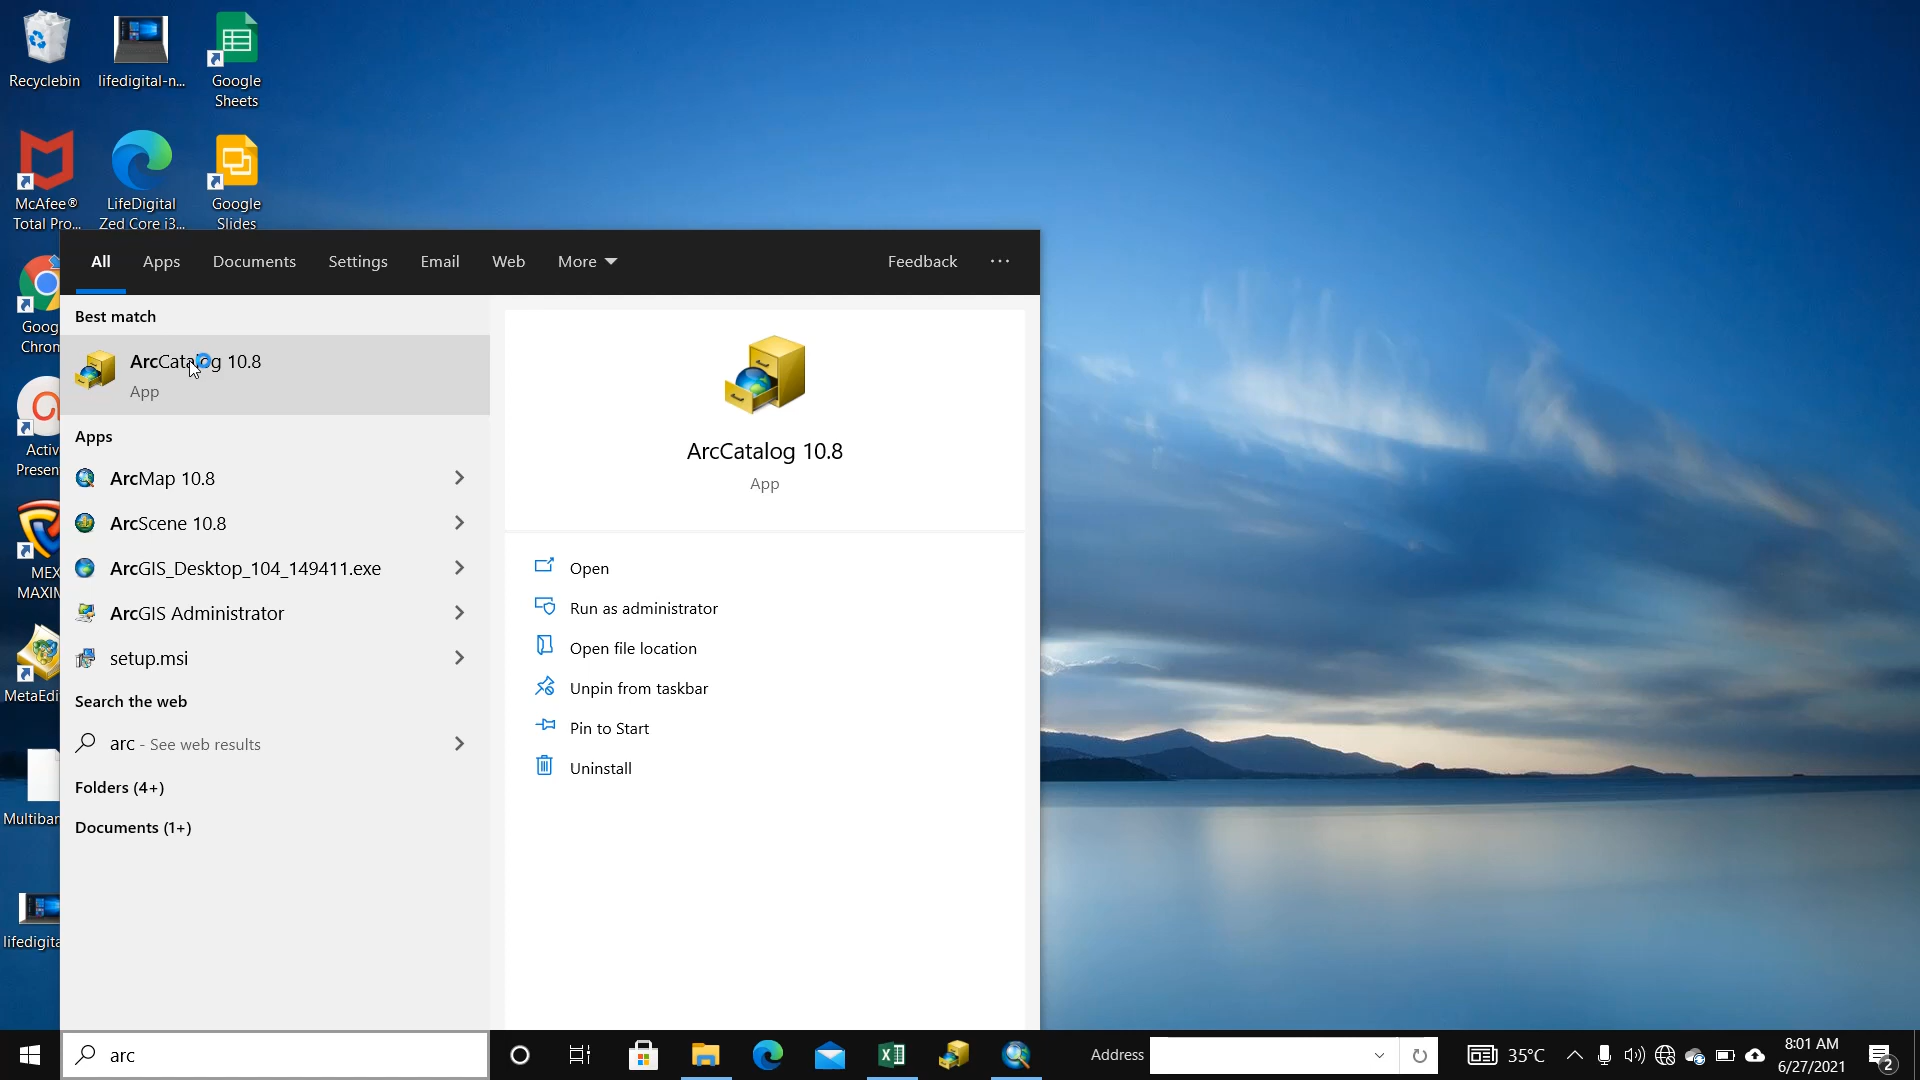 Recyclebin
lifedigital-n...
Google
Sheets
McAfee®
Total Pro...
LifeDigital
Zed Core i3...
Google
Slides
Goog
Chrom
Activ
Presen
MEX
MAXIM
MetaEdi
Multibar
lifedigita
All
Apps
Documents
Settings
Email
Web
More
Feedback
...
Best match
ArcCatalog 10.8
App
Apps
ArcMap 10.8
ArcScene 10.8
ArcGIS_Desktop_104_149411.exe
ArcGIS Administrator
setup.msi
Search the web
arc - See web results
Folders (4+)
Documents (1+)
ArcCatalog 10.8
App
Open
Run as administrator
Open file location
Unpin from taskbar
Pin to Start
Uninstall
arc
Address
35°C
8:01 AM
6/27/2021
2